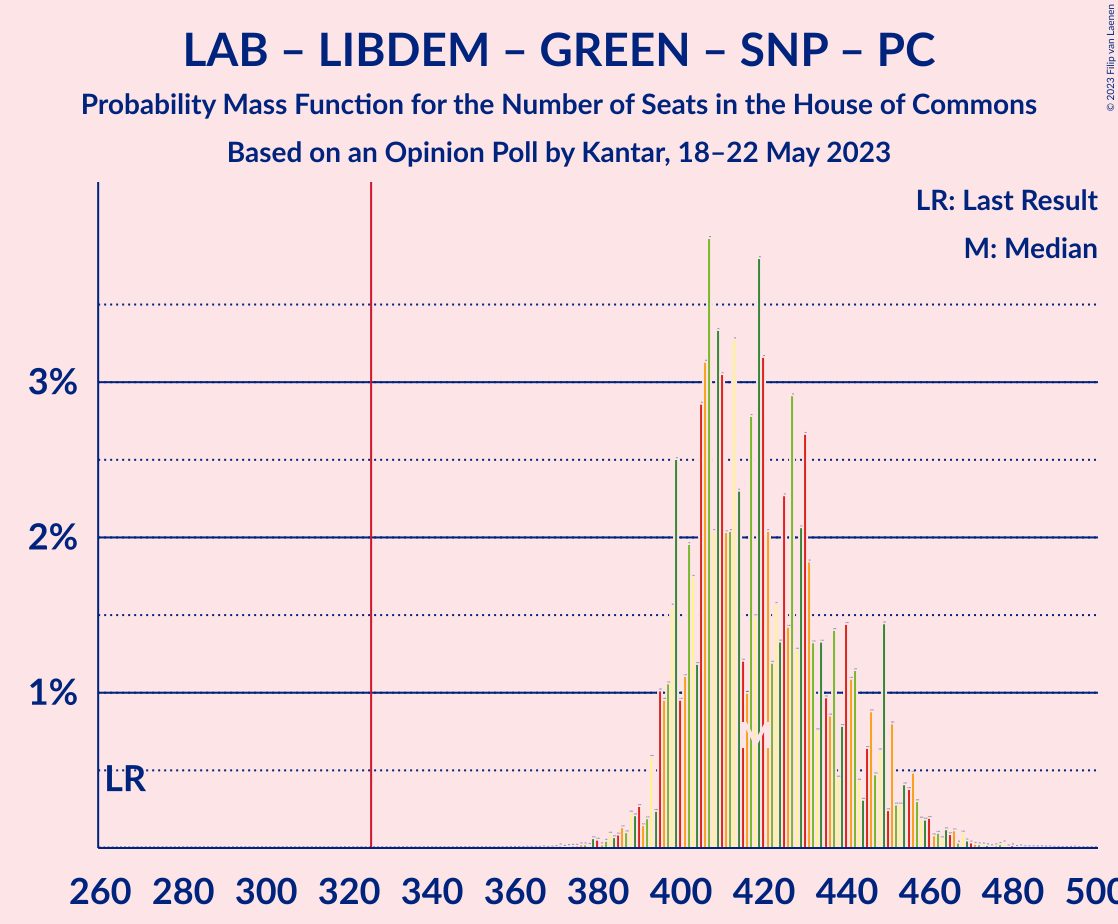 LAB – LIBDEM – GREEN – SNP – PC
Probability Mass Function for the Number of Seats in the House of Commons
Based on an Opinion Poll by Kantar, 18–22 May 2023
© 2023 Filip van Laenen
LR: Last Result
M: Median
3%
2%
1%
M
LR
260 280 300 320 340 360 380 400 420 440 460 480 500